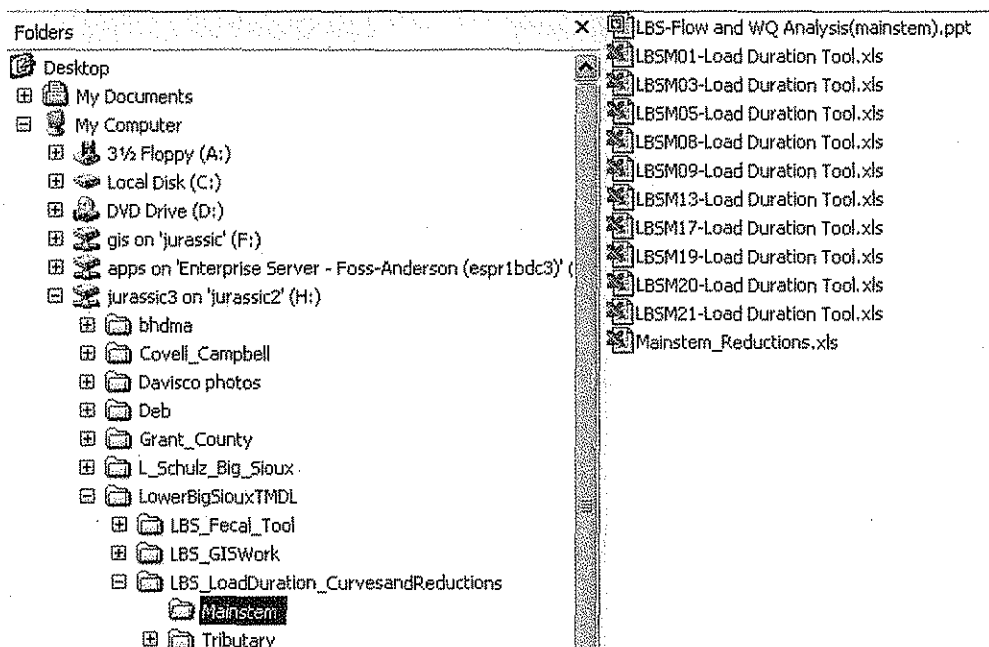 Folders
Desktop
My Documents
My Computer
3½ Floppy (A:)
Local Disk (C:)
DVD Drive (D:)
gis on 'jurassic' (F:)
apps on 'Enterprise Server - Foss-Anderson (espr1bdc3)' (
jurassic3 on 'jurassic2' (H:)
bhdma
Covell_Campbell
Davisco photos
Deb
Grant_County
L_Schulz_Big_Sioux
LowerBigSiouxTMDL
LBS_Fecal_Tool
LBS_GISWork
LBS_LoadDuration_CurvesandReductions
Mainstem
Tributary
LBS-Flow and WQ Analysis(mainstem).ppt
LBSM01-Load Duration Tool.xls
LBSM03-Load Duration Tool.xls
LBSM05-Load Duration Tool.xls
LBSM08-Load Duration Tool.xls
LBSM09-Load Duration Tool.xls
LBSM13-Load Duration Tool.xls
LBSM17-Load Duration Tool.xls
LBSM19-Load Duration Tool.xls
LBSM20-Load Duration Tool.xls
LBSM21-Load Duration Tool.xls
Mainstem_Reductions.xls